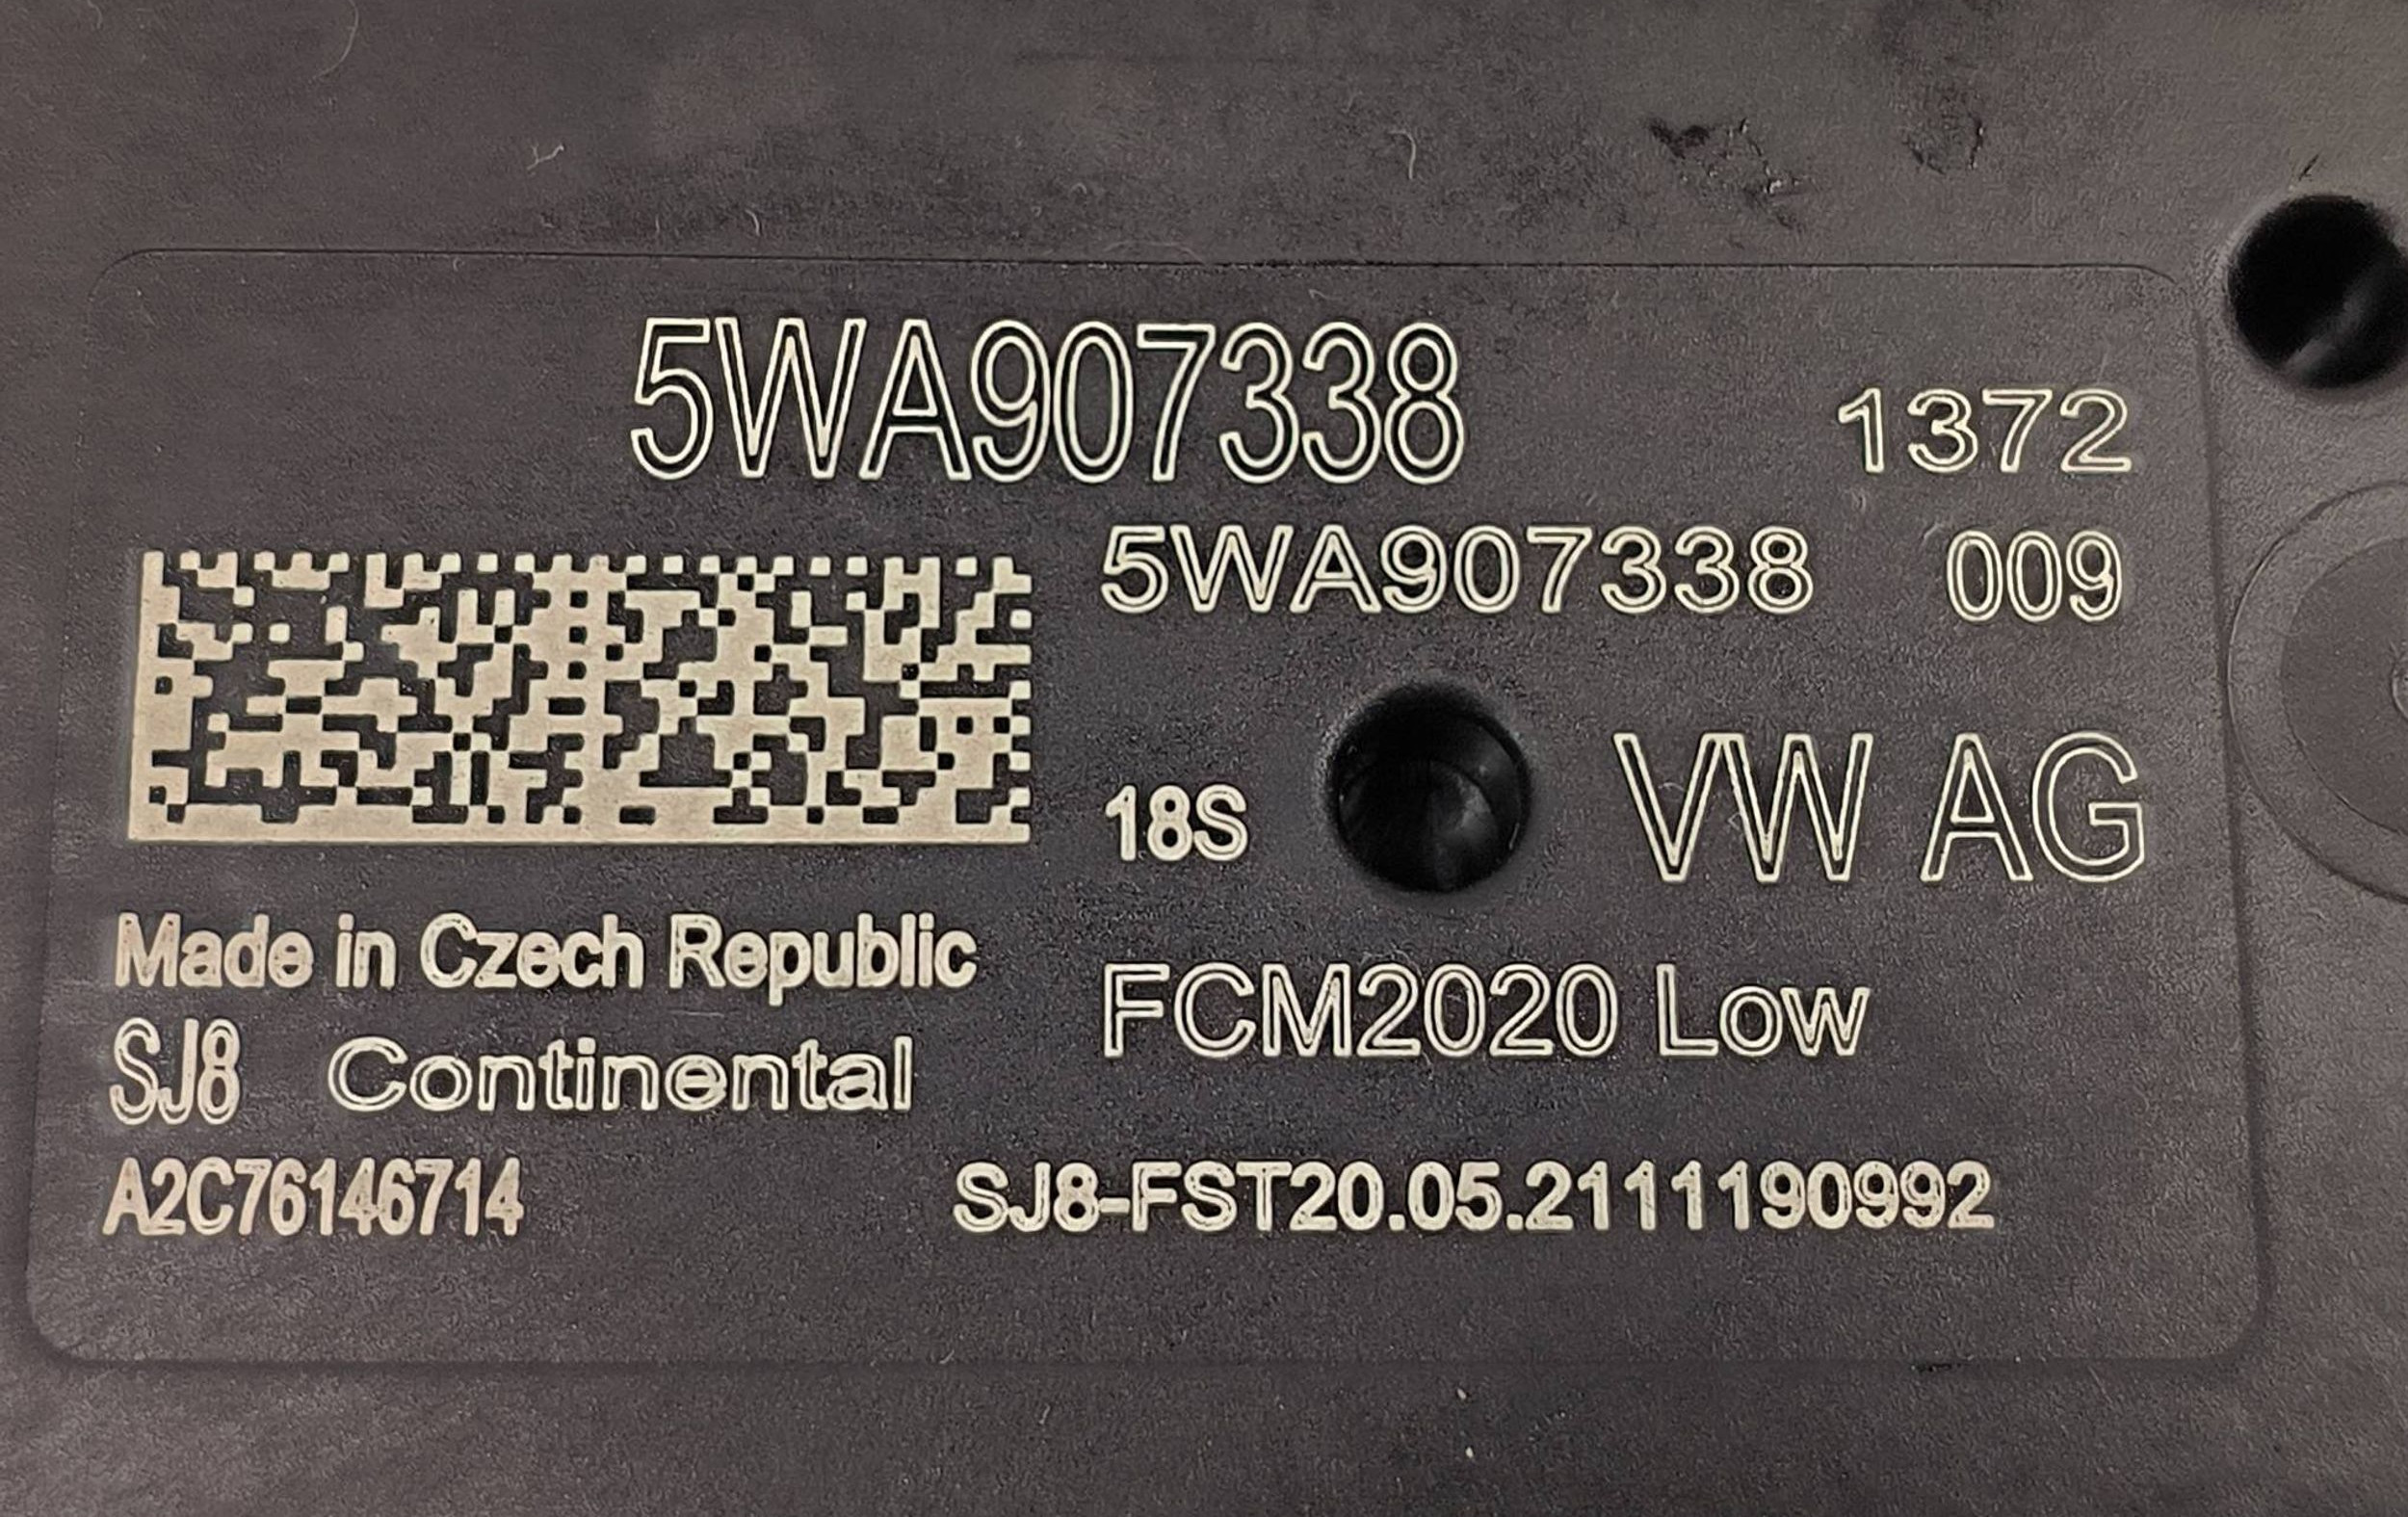 5WA907338
1372
5WA907338 009
18S VW AG
Made in Czech Republic
FCM2020 Low
SJ8 Continental
A2C76146714
SJ8-FST20.05.2111190992